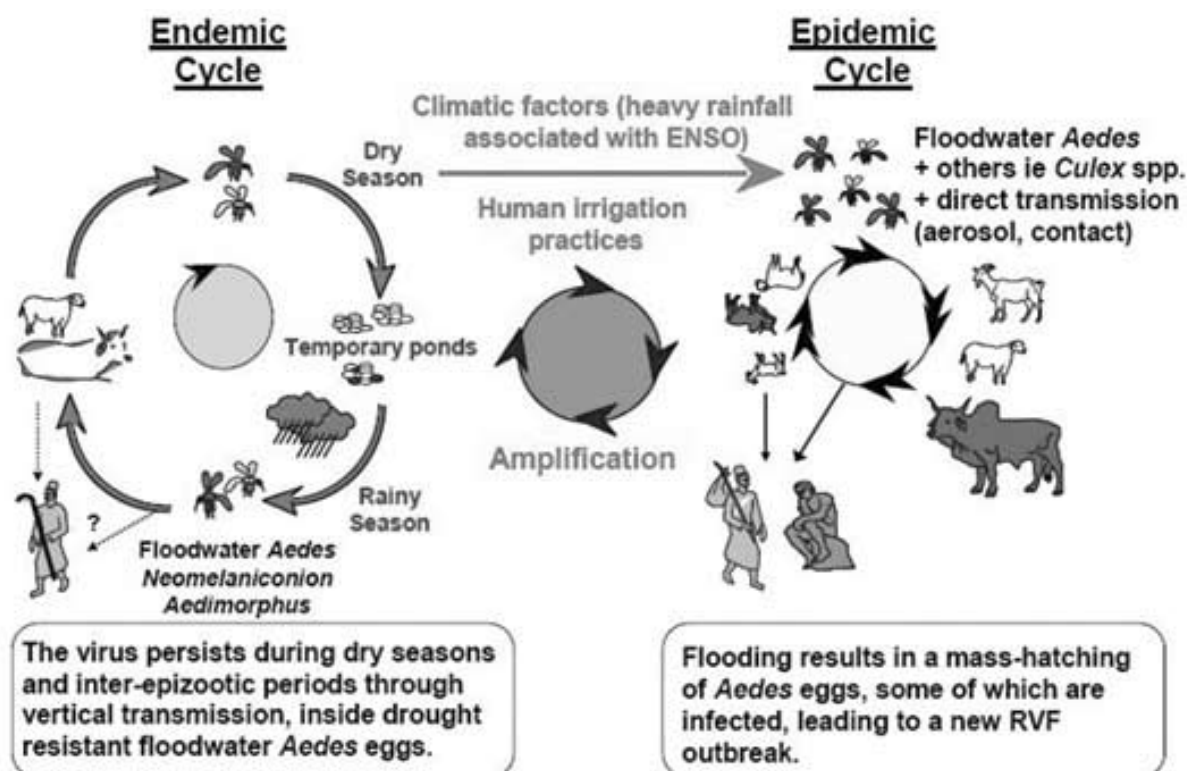 Endemic
Cycle
Epidemic
Cycle
Climatic factors (heavy rainfall
associated with ENSO)
Dry
Season
Human irrigation
practices
Floodwater Aedes
+ others ie Culex spp.
+ direct transmission
(aerosol, contact)
Temporary ponds
Amplification
Rainy
Season
?
Floodwater Aedes
Neomelaniconion
Aedimorphus
The virus persists during dry seasons
and inter-epizootic periods through
vertical transmission, inside drought
resistant floodwater Aedes eggs.
Flooding results in a mass-hatching
of Aedes eggs, some of which are
infected, leading to a new RVF
outbreak.